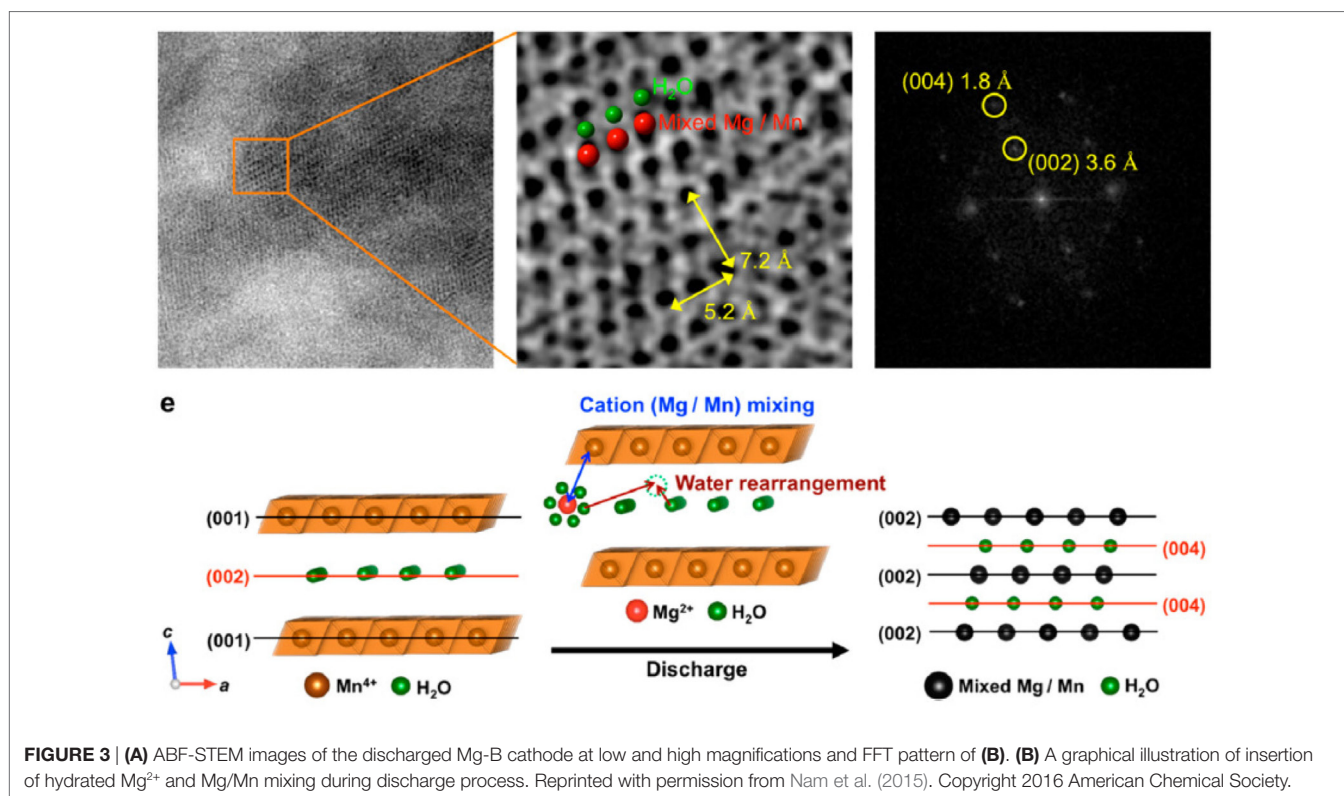 H₂O
Mixed Mg / Mn
7.2 Å
5.2 Å
(004) 1.8 Å
(002) 3.6 Å
e
Cation (Mg / Mn) mixing
Water rearrangement
(001)
(002)
(001)
c
a
Mn⁴⁺ H₂O
Mg²⁺ H₂O
Discharge
(002)
(004)
(002)
(004)
(002)
Mixed Mg / Mn H₂O
FIGURE 3 | (A) ABF-STEM images of the discharged Mg-B cathode at low and high magnifications and FFT pattern of (B). (B) A graphical illustration of insertion
of hydrated Mg²⁺ and Mg/Mn mixing during discharge process. Reprinted with permission from Nam et al. (2015). Copyright 2016 American Chemical Society.